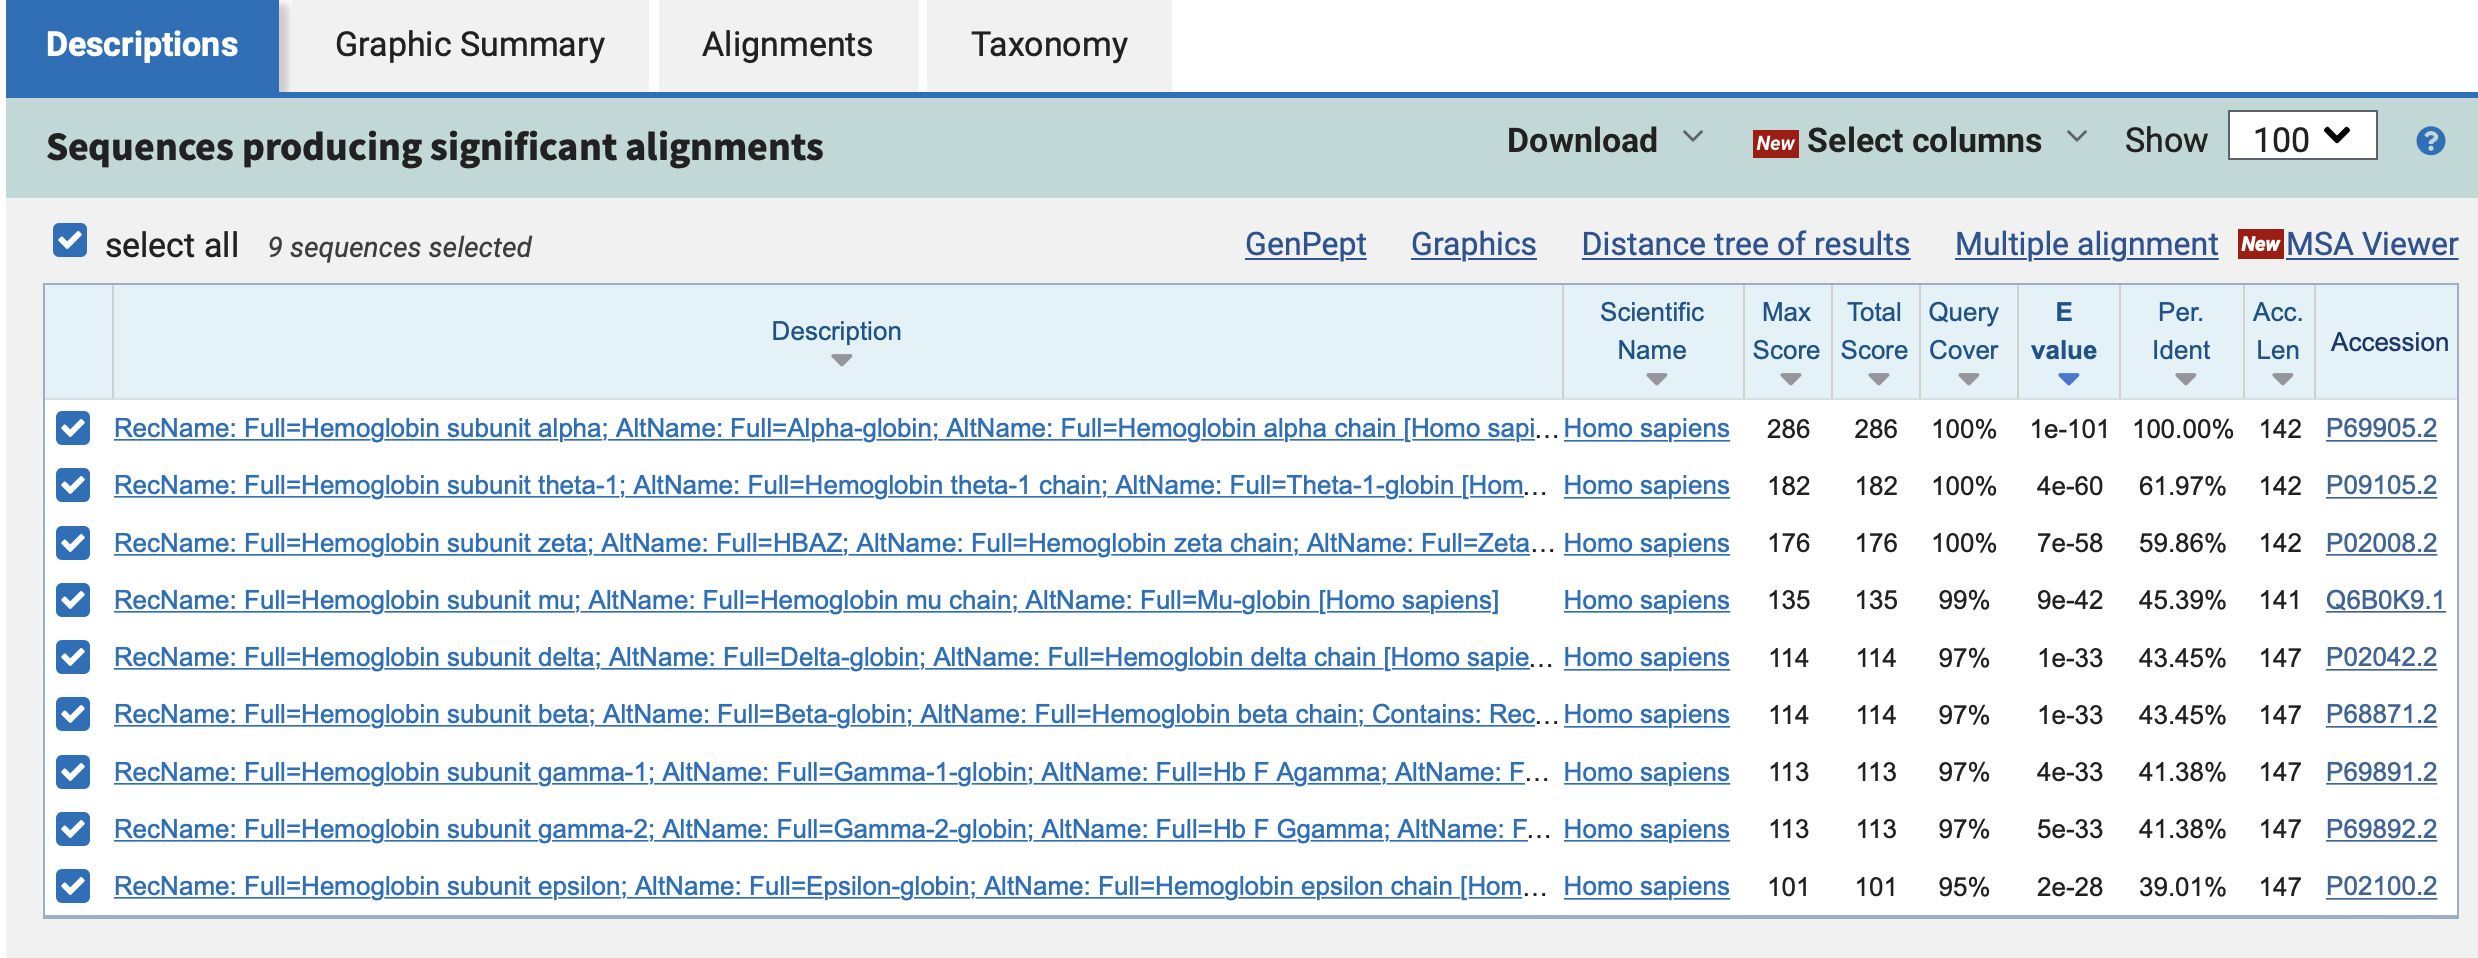 Descriptions Graphic Summary Alignments Taxonomy
Sequences producing significant alignments Download New Select columns Show 100 ?
select all 9 sequences selected GenPept Graphics Distance tree of results Multiple alignment New MSA Viewer
Description Scientific Name Max Score Total Score Query Cover E value Per. Ident Acc. Len Accession
RecName: Full=Hemoglobin subunit alpha; AltName: Full=Alpha-globin; AltName: Full=Hemoglobin alpha chain [Homo sapi... Homo sapiens 286 286 100% 1e-101 100.00% 142 P69905.2
RecName: Full=Hemoglobin subunit theta-1; AltName: Full=Hemoglobin theta-1 chain; AltName: Full=Theta-1-globin [Hom... Homo sapiens 182 182 100% 4e-60 61.97% 142 P09105.2
RecName: Full=Hemoglobin subunit zeta; AltName: Full=HBAZ; AltName: Full=Hemoglobin zeta chain; AltName: Full=Zeta... Homo sapiens 176 176 100% 7e-58 59.86% 142 P02008.2
RecName: Full=Hemoglobin subunit mu; AltName: Full=Hemoglobin mu chain; AltName: Full=Mu-globin [Homo sapiens] Homo sapiens 135 135 99% 9e-42 45.39% 141 Q6B0K9.1
RecName: Full=Hemoglobin subunit delta; AltName: Full=Delta-globin; AltName: Full=Hemoglobin delta chain [Homo sapie... Homo sapiens 114 114 97% 1e-33 43.45% 147 P02042.2
RecName: Full=Hemoglobin subunit beta; AltName: Full=Beta-globin; AltName: Full=Hemoglobin beta chain; Contains: Rec... Homo sapiens 114 114 97% 1e-33 43.45% 147 P68871.2
RecName: Full=Hemoglobin subunit gamma-1; AltName: Full=Gamma-1-globin; AltName: Full=Hb F Agamma; AltName: F... Homo sapiens 113 113 97% 4e-33 41.38% 147 P69891.2
RecName: Full=Hemoglobin subunit gamma-2; AltName: Full=Gamma-2-globin; AltName: Full=Hb F Ggamma; AltName: F... Homo sapiens 113 113 97% 5e-33 41.38% 147 P69892.2
RecName: Full=Hemoglobin subunit epsilon; AltName: Full=Epsilon-globin; AltName: Full=Hemoglobin epsilon chain [Hom... Homo sapiens 101 101 95% 2e-28 39.01% 147 P02100.2